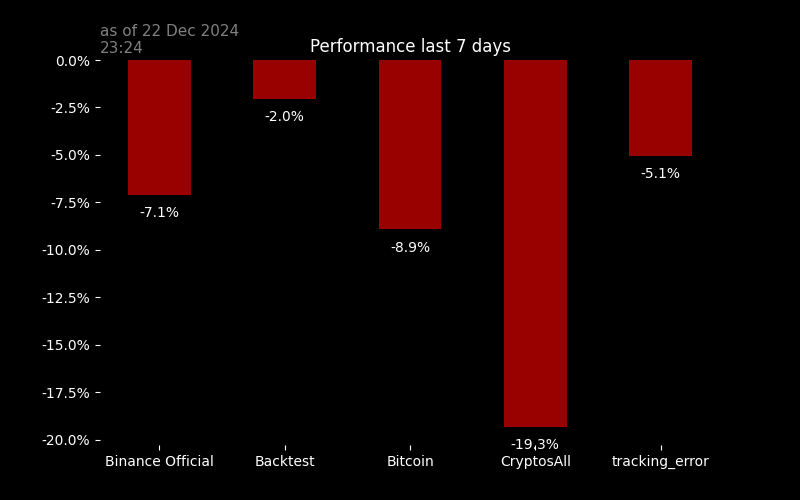 as of 22 Dec 2024
23:24
Performance last 7 days
0.0%
-2.5%
-5.0%
-7.5%
-10.0%
-12.5%
-15.0%
-17.5%
-20.0%
-7.1%
-2.0%
-8.9%
-19.3%
-5.1%
Binance Official
Backtest
Bitcoin
CryptosAll
tracking_error